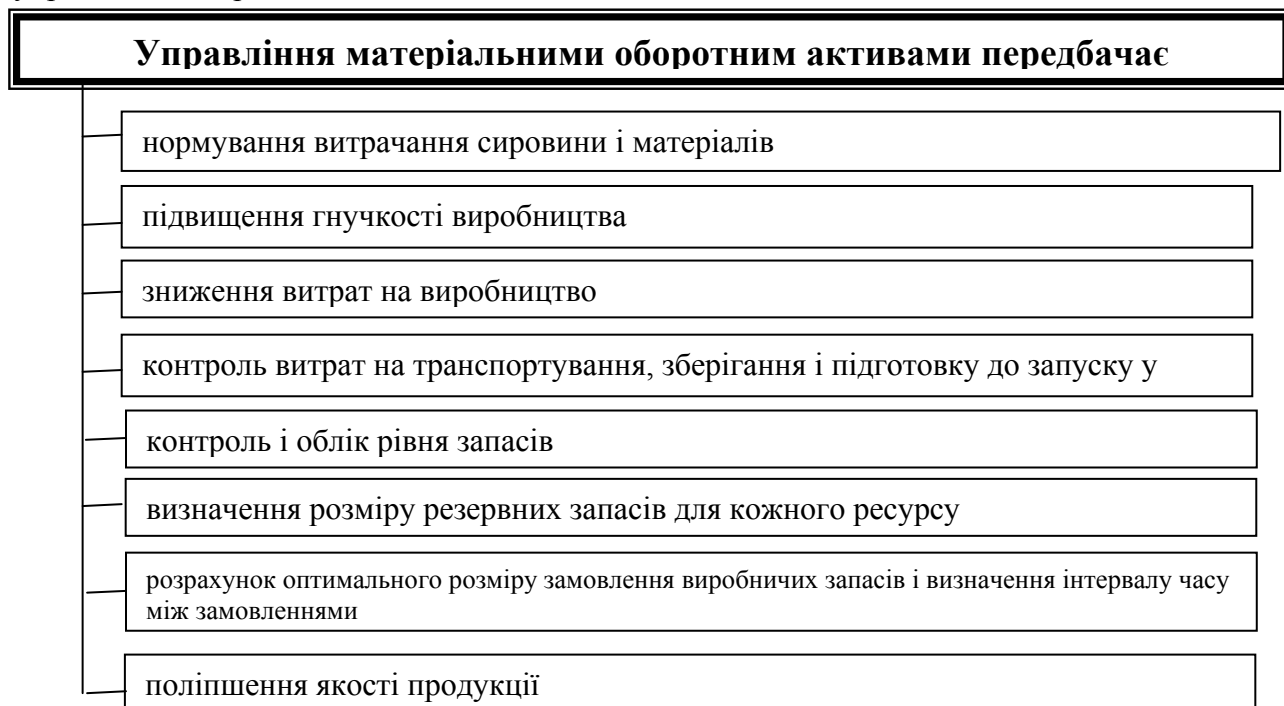 Управління матеріальними оборотним активами передбачає
нормування витрачання сировини і матеріалів
підвищення гнучкості виробництва
зниження витрат на виробництво
контроль витрат на транспортування, зберігання і підготовку до запуску у
контроль і облік рівня запасів
визначення розміру резервних запасів для кожного ресурсу
розрахунок оптимального розміру замовлення виробничих запасів і визначення інтервалу часу
між замовленнями
поліпшення якості продукції